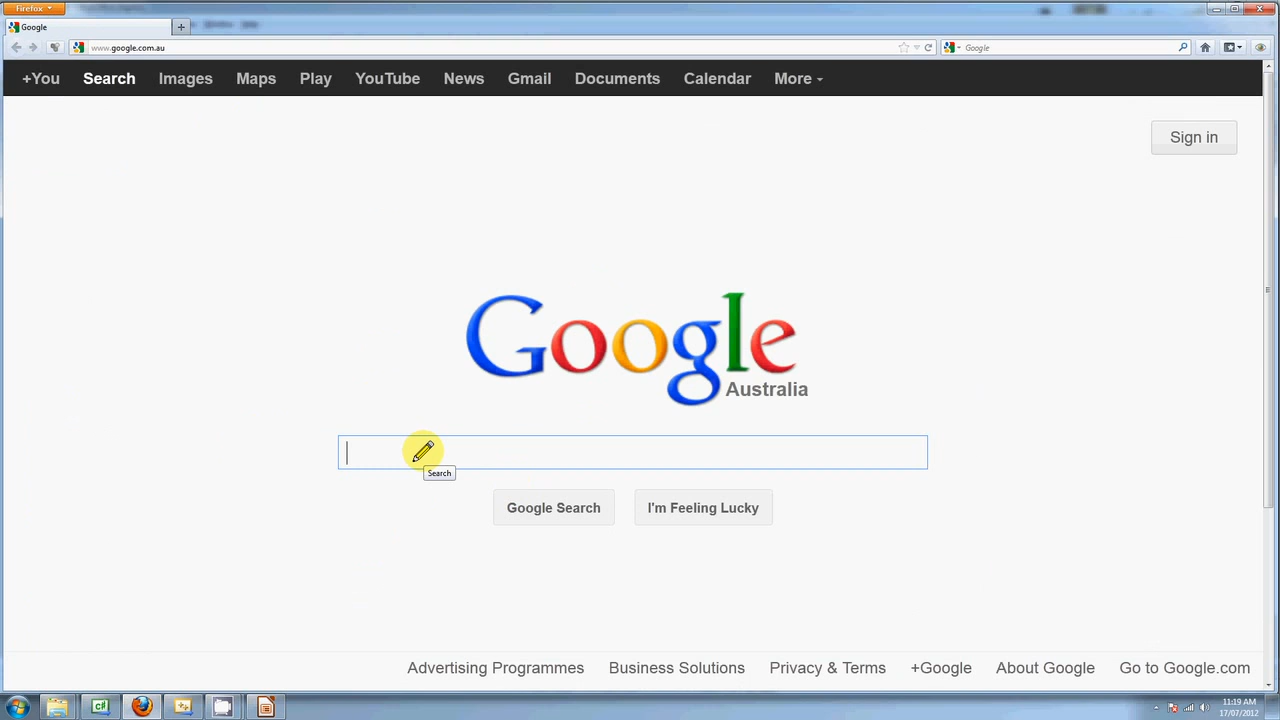 Firefox
Google
www.google.com.au
Google
+You Search Images Maps Play YouTube News Gmail Documents Calendar More
Sign in
Google
Australia
Search
Google Search I'm Feeling Lucky
Advertising Programmes Business Solutions Privacy & Terms +Google About Google Go to Google.com
11:19 AM
17/07/2012